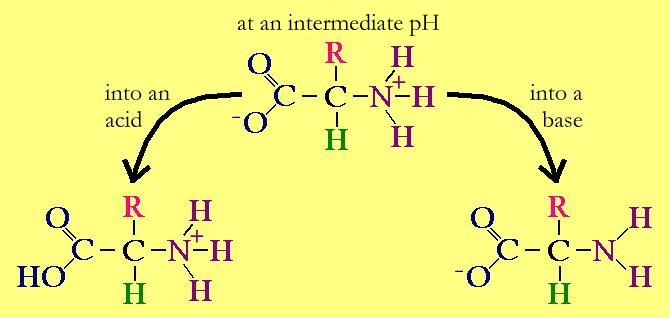 at an intermediate pH
R H
O
C – C – N + – H
⁻O
H H
into an
acid
into a
base
R H
O
C – C – N + – H
HO
H H
R H
O
C – C – N
⁻O
H H